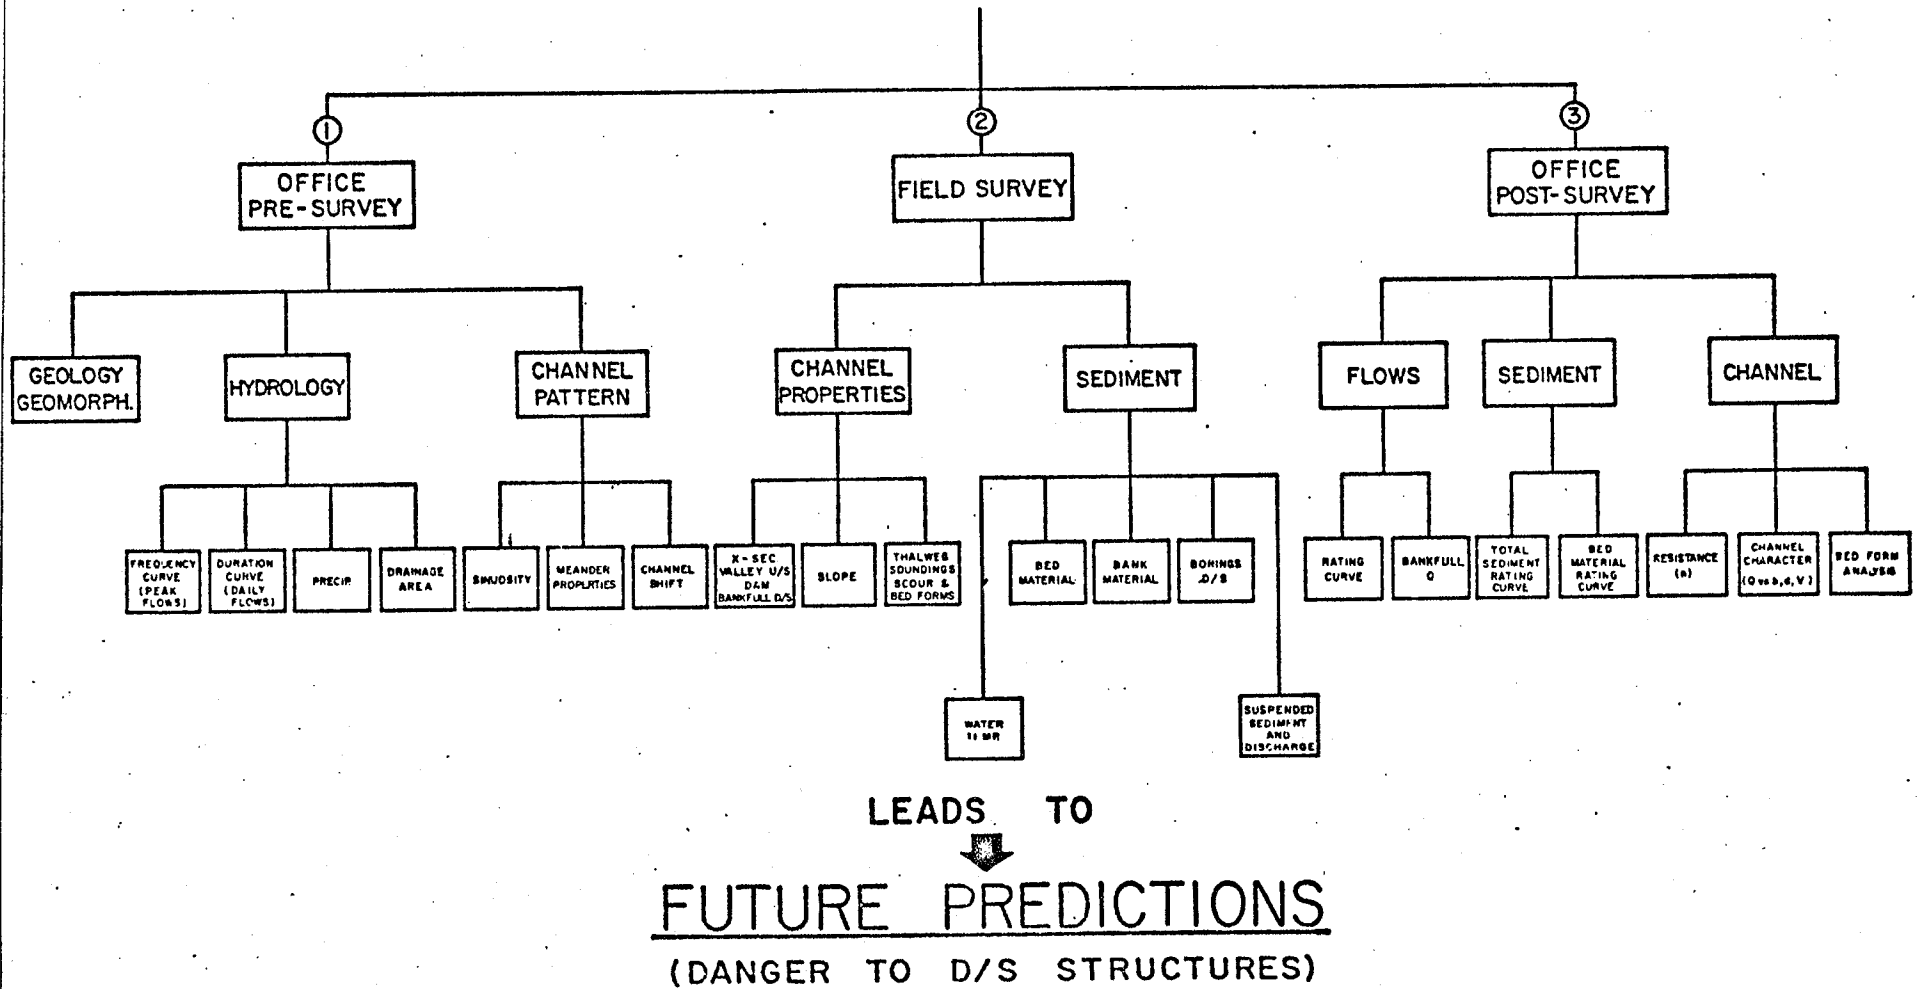 1
2
3
OFFICE
PRE-SURVEY
FIELD SURVEY
OFFICE
POST-SURVEY
GEOLOGY
GEOMORPH.
HYDROLOGY
CHANNEL
PATTERN
CHANNEL
PROPERTIES
SEDIMENT
FLOWS
SEDIMENT
CHANNEL
FREQUENCY
CURVE
(PEAK
FLOWS)
DURATION
CURVE
(DAILY
FLOWS)
PRECIP.
DRAINAGE
AREA
SINUOSITY
MEANDER
PROPERTIES
CHANNEL
SHIFT
X-SEC
VALLEY U/S
DAM
BANKFULL D/S
SLOPE
THALWEG
SOUNDINGS
SCOUR &
BED FORMS
BED
MATERIAL
BANK
MATERIAL
BORINGS
D/S
RATING
CURVE
BANKFULL
Q
TOTAL
SEDIMENT
RATING
CURVE
BED
MATERIAL
RATING
CURVE
RESISTANCE
(n)
CHANNEL
CHARACTER
(Q vs b, d, V)
BED FORM
ANALYSIS
WATER
SUSPENDED
SEDIMENT
AND
DISCHARGE
LEADS TO
FUTURE PREDICTIONS
(DANGER TO D/S STRUCTURES)